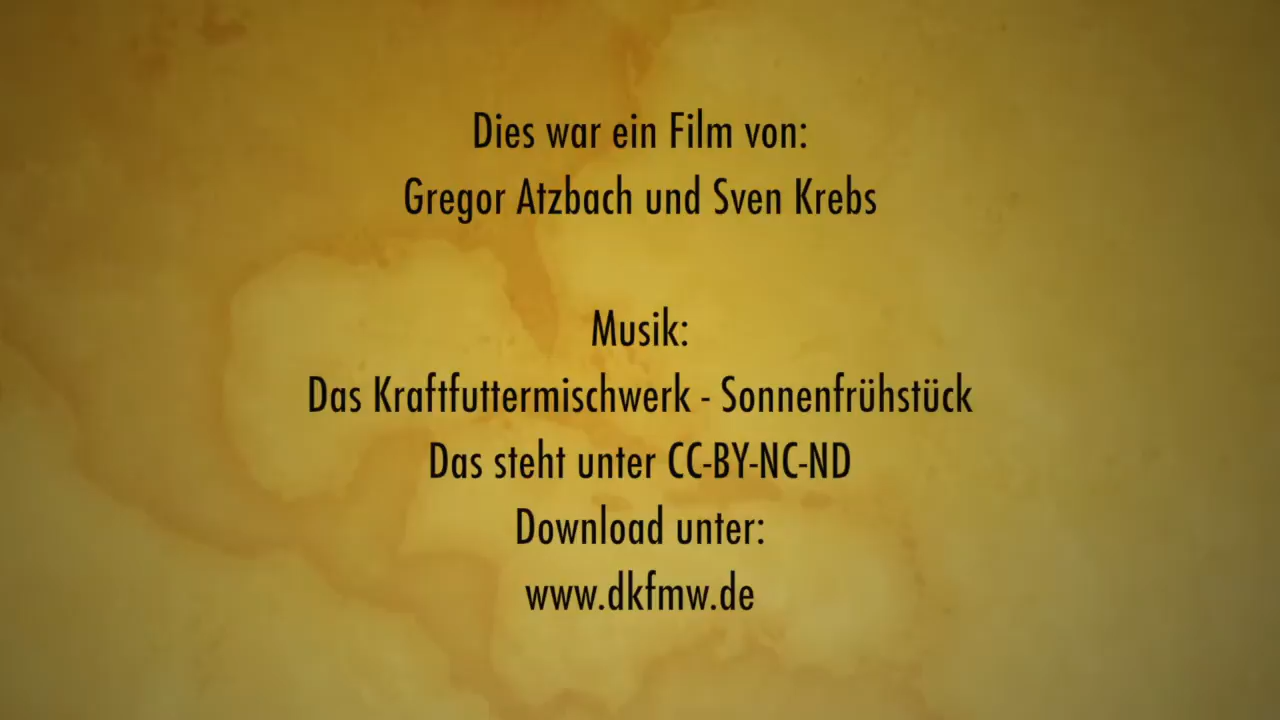 Dies war ein Film von:
Gregor Atzbach und Sven Krebs
Musik:
Das Kraftfuttermischwerk - Sonnenfrühstück
Das steht unter CC-BY-NC-ND
Download unter:
www.dkfmw.de